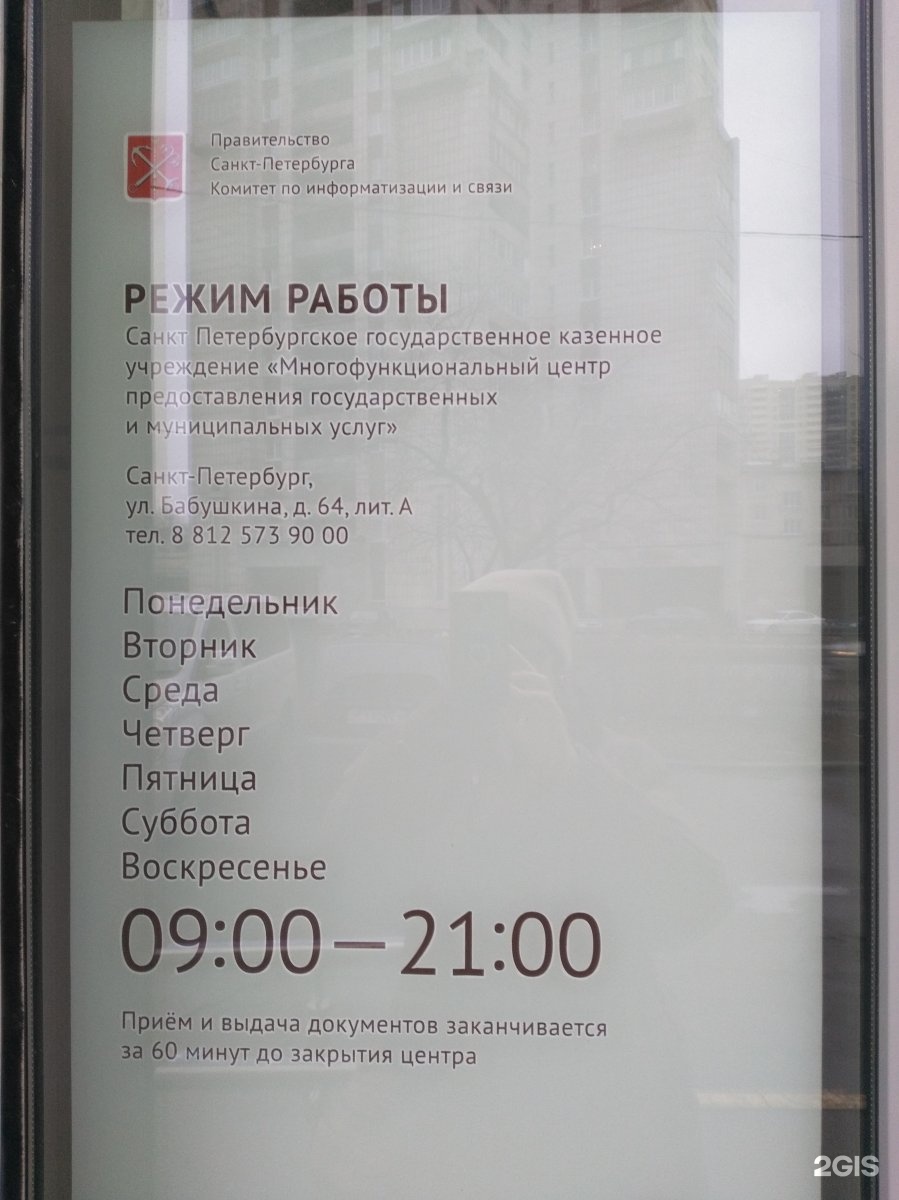 Правительство
Санкт-Петербурга
Комитет по информатизации и связи
РЕЖИМ РАБОТЫ
Санкт Петербургское государственное казенное
учреждение «Многофункциональный центр
предоставления государственных
и муниципальных услуг»
Санкт-Петербург,
ул. Бабушкина, д. 64, лит. А
тел. 8 812 573 90 00
Понедельник
Вторник
Среда
Четверг
Пятница
Суббота
Воскресенье
09:00 — 21:00
Приём и выдача документов заканчивается
за 60 минут до закрытия центра
2GIS